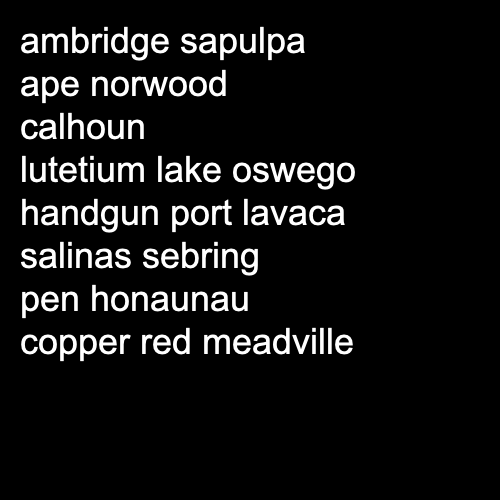 ambridge sapulpa
ape norwood
calhoun
lutetium lake oswego
handgun port lavaca
salinas sebring
pen honaunau
copper red meadville